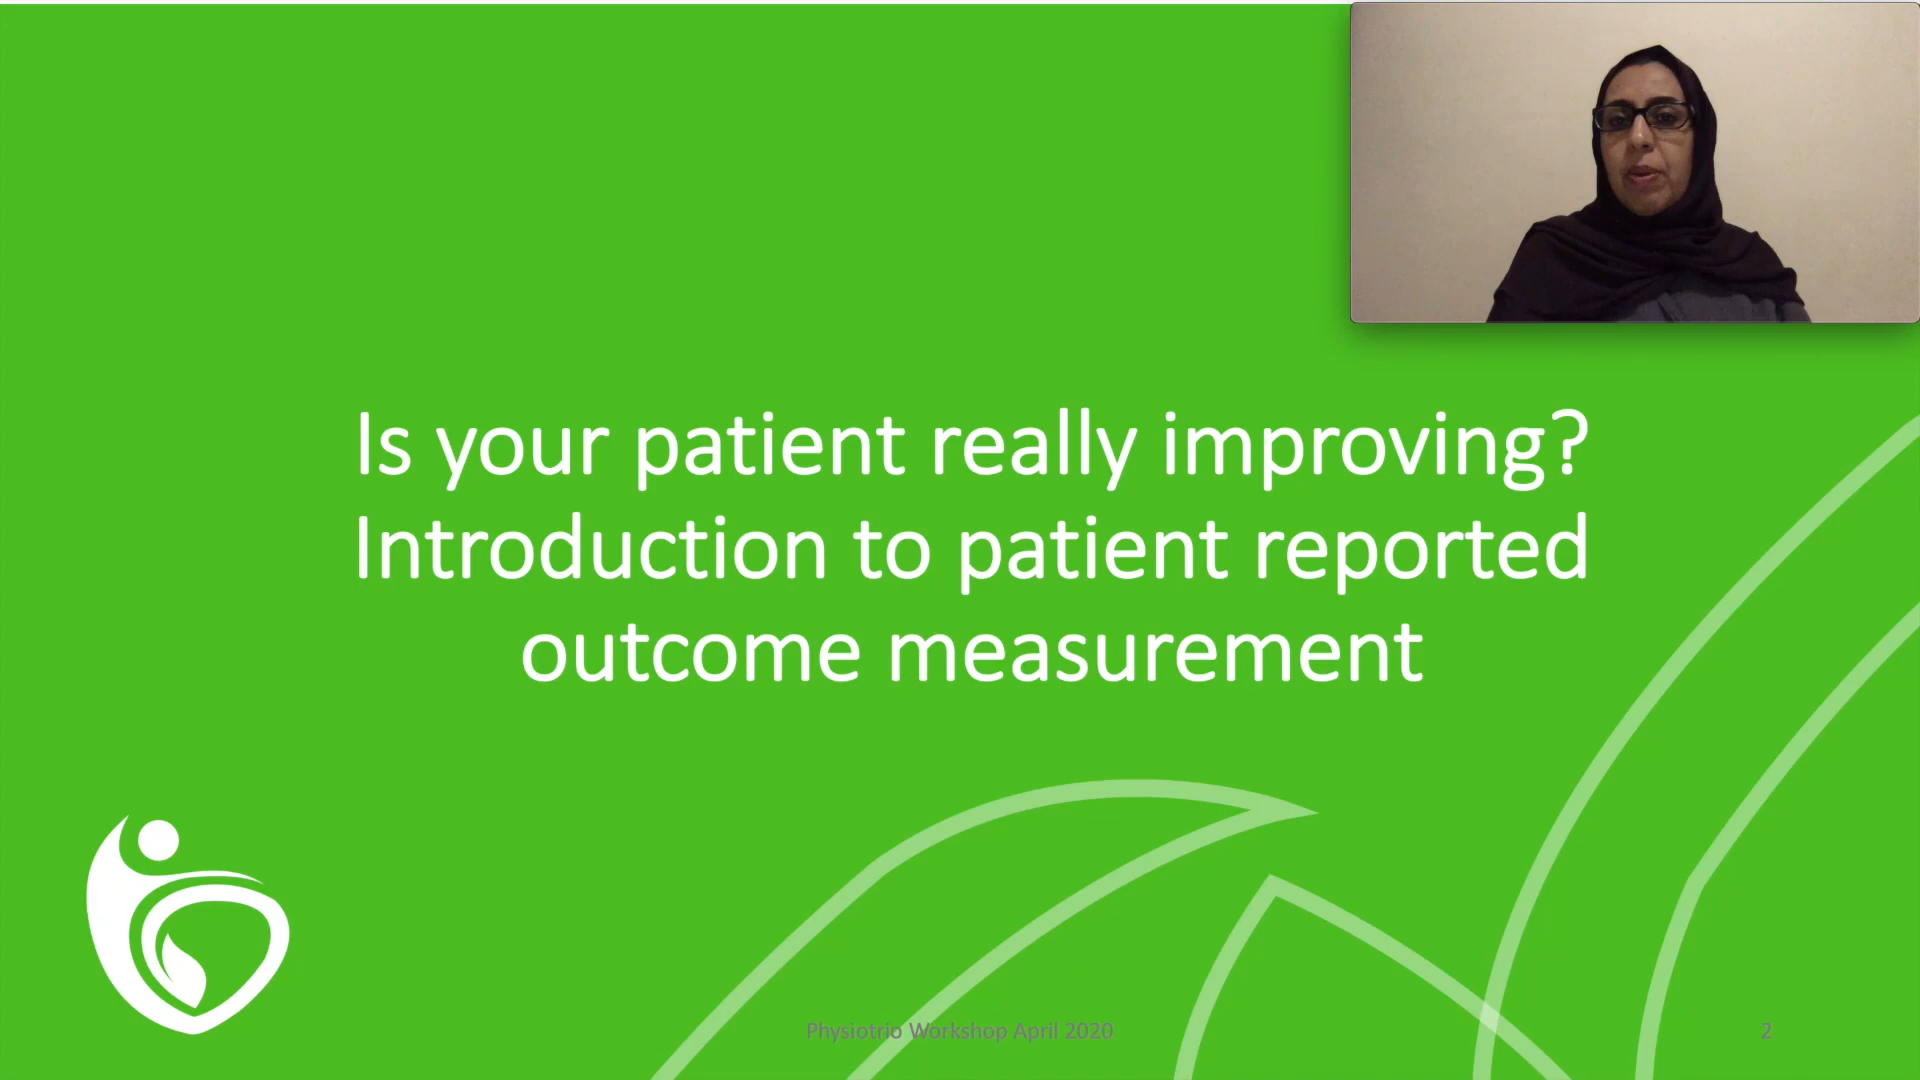 Is your patient really improving?
Introduction to patient reported
outcome measurement
Physiotrio Workshop April 2020
2